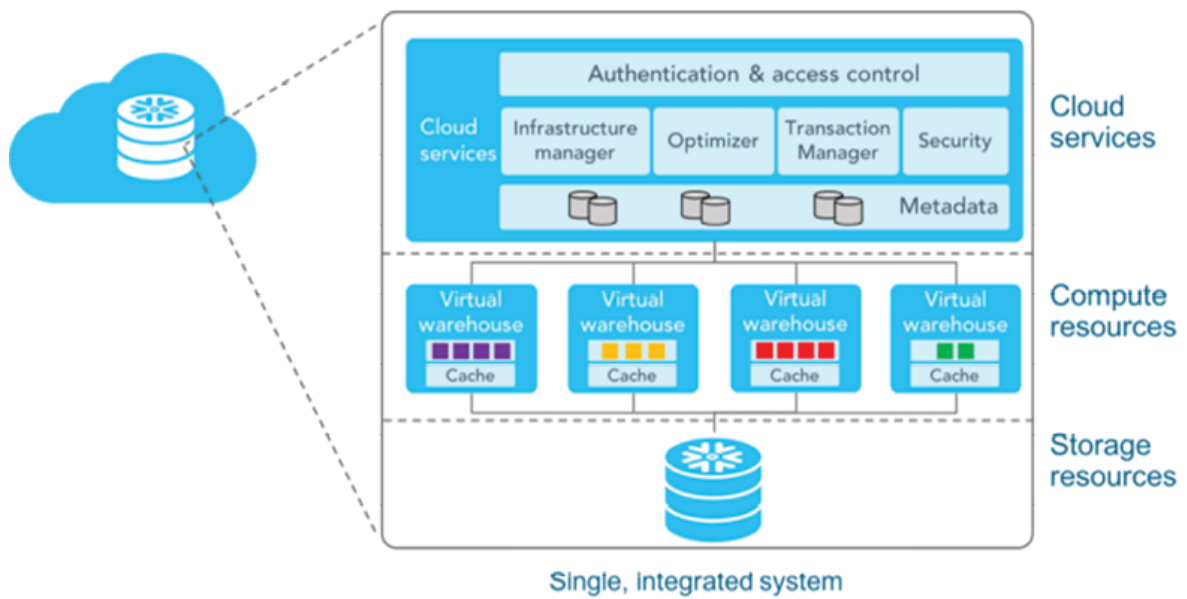 Authentication & access control
Cloud
services
Infrastructure
manager
Optimizer
Transaction
Manager
Security
Metadata
Cloud
services
Virtual
warehouse
Cache
Virtual
warehouse
Cache
Virtual
warehouse
Cache
Virtual
warehouse
Cache
Compute
resources
Storage
resources
Single, integrated system